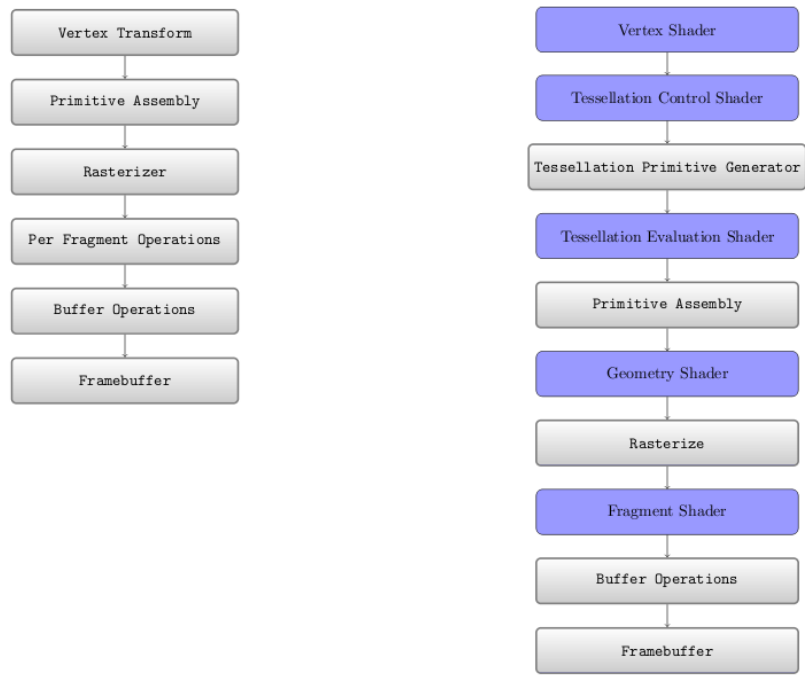 Vertex Transform
Primitive Assembly
Rasterizer
Per Fragment Operations
Buffer Operations
Framebuffer
Vertex Shader
Tessellation Control Shader
Tessellation Primitive Generator
Tessellation Evaluation Shader
Primitive Assembly
Geometry Shader
Rasterize
Fragment Shader
Buffer Operations
Framebuffer